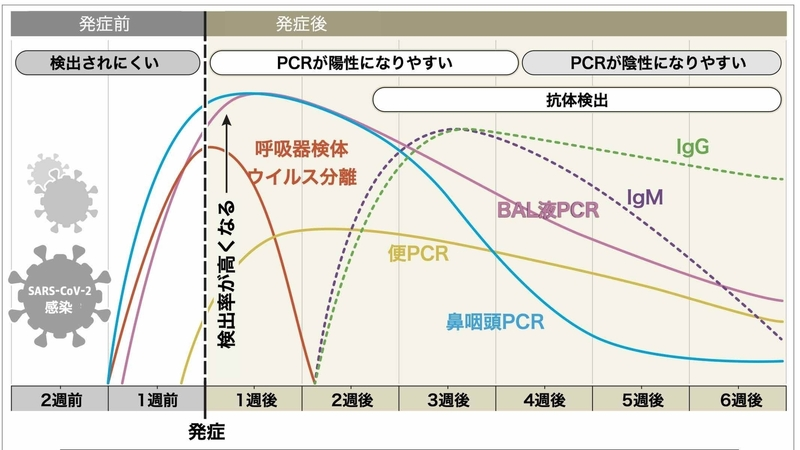 発症前
発症後
検出されにくい
PCRが陽性になりやすい
PCRが陰性になりやすい
抗体検出
呼吸器検体
ウイルス分離
IgG
IgM
BAL液PCR
便PCR
鼻咽頭PCR
検出率が高くなる
SARS-CoV-2
感染
2週前
1週前
1週後
2週後
3週後
4週後
5週後
6週後
発症